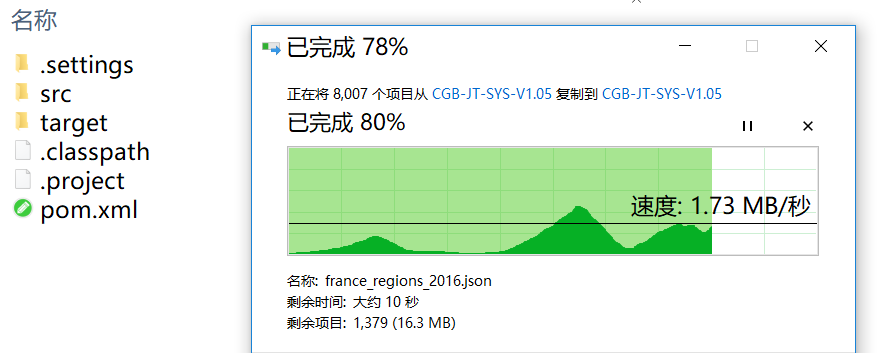 名称
.settings
src
target
.classpath
.project
pom.xml
已完成 78%
正在将 8,007 个项目从 CGB-JT-SYS-V1.05 复制到 CGB-JT-SYS-V1.05
已完成 80%
速度: 1.73 MB/秒
名称: france_regions_2016.json
剩余时间: 大约 10 秒
剩余项目: 1,379 (16.3 MB)